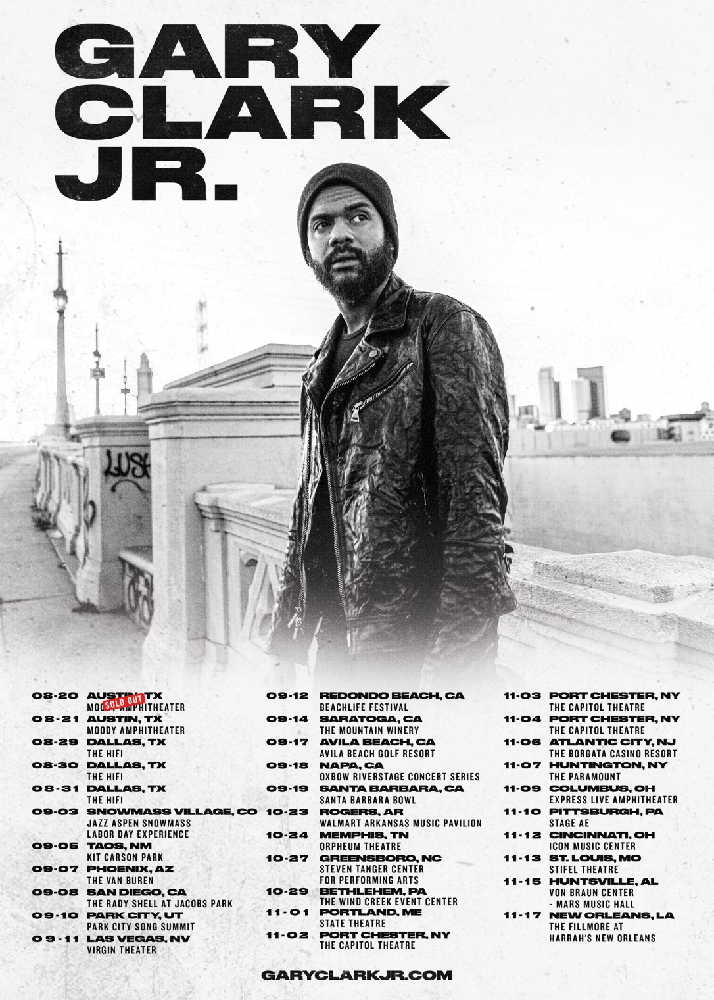 GARY
CLARK
JR.
LUSH
08-20 AUSTIN, TX
SOLD OUT
MOODY AMPHITHEATER
08-21 AUSTIN, TX
MOODY AMPHITHEATER
08-29 DALLAS, TX
THE HIFI
08-30 DALLAS, TX
THE HIFI
08-31 DALLAS, TX
THE HIFI
09-03 SNOWMASS VILLAGE, CO
JAZZ ASPEN SNOWMASS
LABOR DAY EXPERIENCE
09-05 TAOS, NM
KIT CARSON PARK
09-07 PHOENIX, AZ
THE VAN BUREN
09-08 SAN DIEGO, CA
THE RADY SHELL AT JACOBS PARK
09-10 PARK CITY, UT
PARK CITY SONG SUMMIT
09-11 LAS VEGAS, NV
VIRGIN THEATER
09-12 REDONDO BEACH, CA
BEACHLIFE FESTIVAL
09-14 SARATOGA, CA
THE MOUNTAIN WINERY
09-17 AVILA BEACH, CA
AVILA BEACH GOLF RESORT
09-18 NAPA, CA
OXBOW RIVERSTAGE CONCERT SERIES
09-19 SANTA BARBARA, CA
SANTA BARBARA BOWL
10-23 ROGERS, AR
WALMART ARKANSAS MUSIC PAVILION
10-24 MEMPHIS, TN
ORPHEUM THEATRE
10-27 GREENSBORO, NC
STEVEN TANGER CENTER
FOR PERFORMING ARTS
10-29 BETHLEHEM, PA
THE WIND CREEK EVENT CENTER
11-01 PORTLAND, ME
STATE THEATRE
11-02 PORT CHESTER, NY
THE CAPITOL THEATRE
11-03 PORT CHESTER, NY
THE CAPITOL THEATRE
11-04 PORT CHESTER, NY
THE CAPITOL THEATRE
11-06 ATLANTIC CITY, NJ
THE BORGATA CASINO RESORT
11-07 HUNTINGTON, NY
THE PARAMOUNT
11-09 COLUMBUS, OH
EXPRESS LIVE AMPHITHEATER
11-10 PITTSBURGH, PA
STAGE AE
11-12 CINCINNATI, OH
ICON MUSIC CENTER
11-13 ST. LOUIS, MO
STIFEL THEATRE
11-15 HUNTSVILLE, AL
VON BRAUN CENTER
- MARS MUSIC HALL
11-17 NEW ORLEANS, LA
THE FILLMORE AT
HARRAH'S NEW ORLEANS
GARYCLARKJR.COM